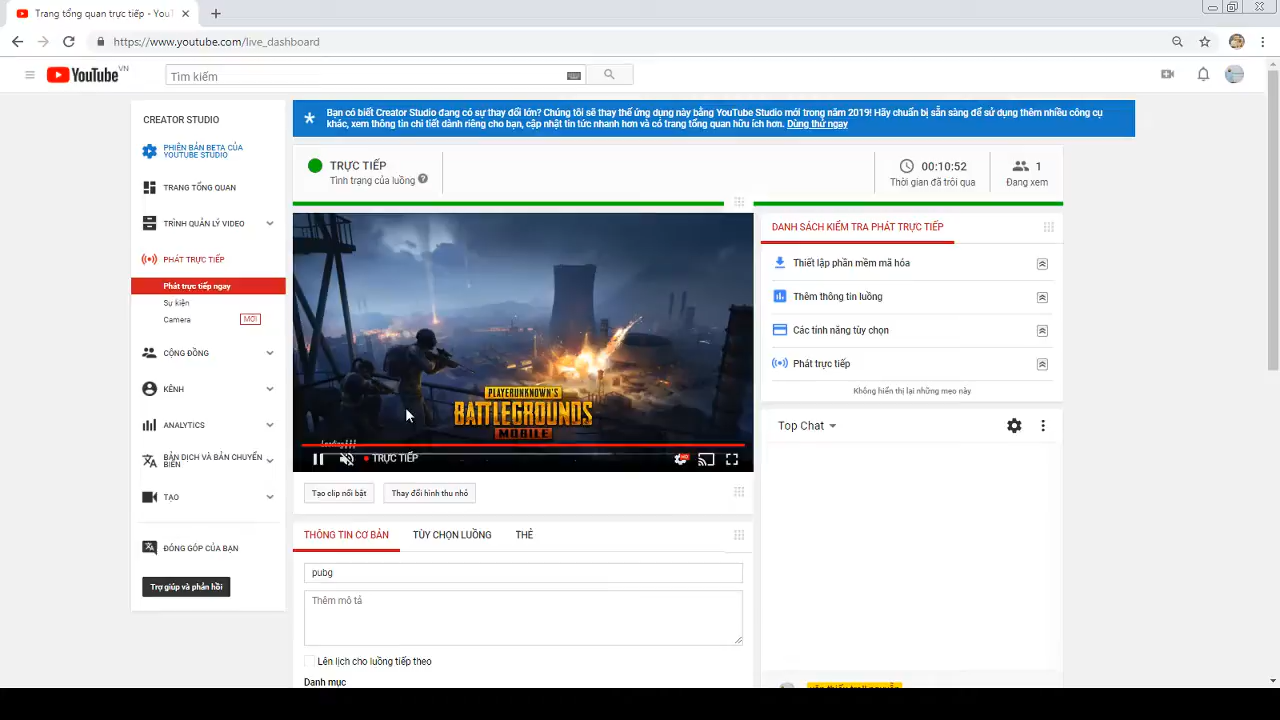 Trang tổng quan trực tiếp - You
https://www.youtube.com/live_dashboard
YouTube VN
Tìm kiếm
CREATOR STUDIO
PHIÊN BẢN BETA CỦA
YOUTUBE STUDIO
TRANG TỔNG QUAN
TRÌNH QUẢN LÝ VIDEO
PHÁT TRỰC TIẾP
Phát trực tiếp ngay
Sự kiện
Camera
MỚI
CỘNG ĐỒNG
KÊNH
ANALYTICS
BẢN DỊCH VÀ BẢN CHUYỂN
BIÊN
TẠO
ĐÓNG GÓP CỦA BẠN
Trợ giúp và phản hồi
Bạn có biết Creator Studio đang có sự thay đổi lớn? Chúng tôi sẽ thay thế ứng dụng này bằng YouTube Studio mới trong năm 2019! Hãy chuẩn bị sẵn sàng để sử dụng thêm nhiều công cụ
khác, xem thông tin chi tiết dành riêng cho bạn, cập nhật tin tức nhanh hơn và có trang tổng quan hữu ích hơn. Dùng thử ngay
TRỰC TIẾP
Tình trạng của luồng
00:10:52
Thời gian đã trôi qua
1
Đang xem
PLAYERUNKNOWN'S
BATTLEGROUNDS
MOBILE
Loading
TRỰC TIẾP
HD
Tạo clip nổi bật
Thay đổi hình thu nhỏ
THÔNG TIN CƠ BẢN
TÙY CHỌN LUỒNG
THẺ
pubg
Thêm mô tả
Lên lịch cho luồng tiếp theo
Danh mục
DANH SÁCH KIỂM TRA PHÁT TRỰC TIẾP
Thiết lập phần mềm mã hóa
Thêm thông tin luồng
Các tính năng tùy chọn
Phát trực tiếp
Không hiển thị lại những mẹo này
Top Chat